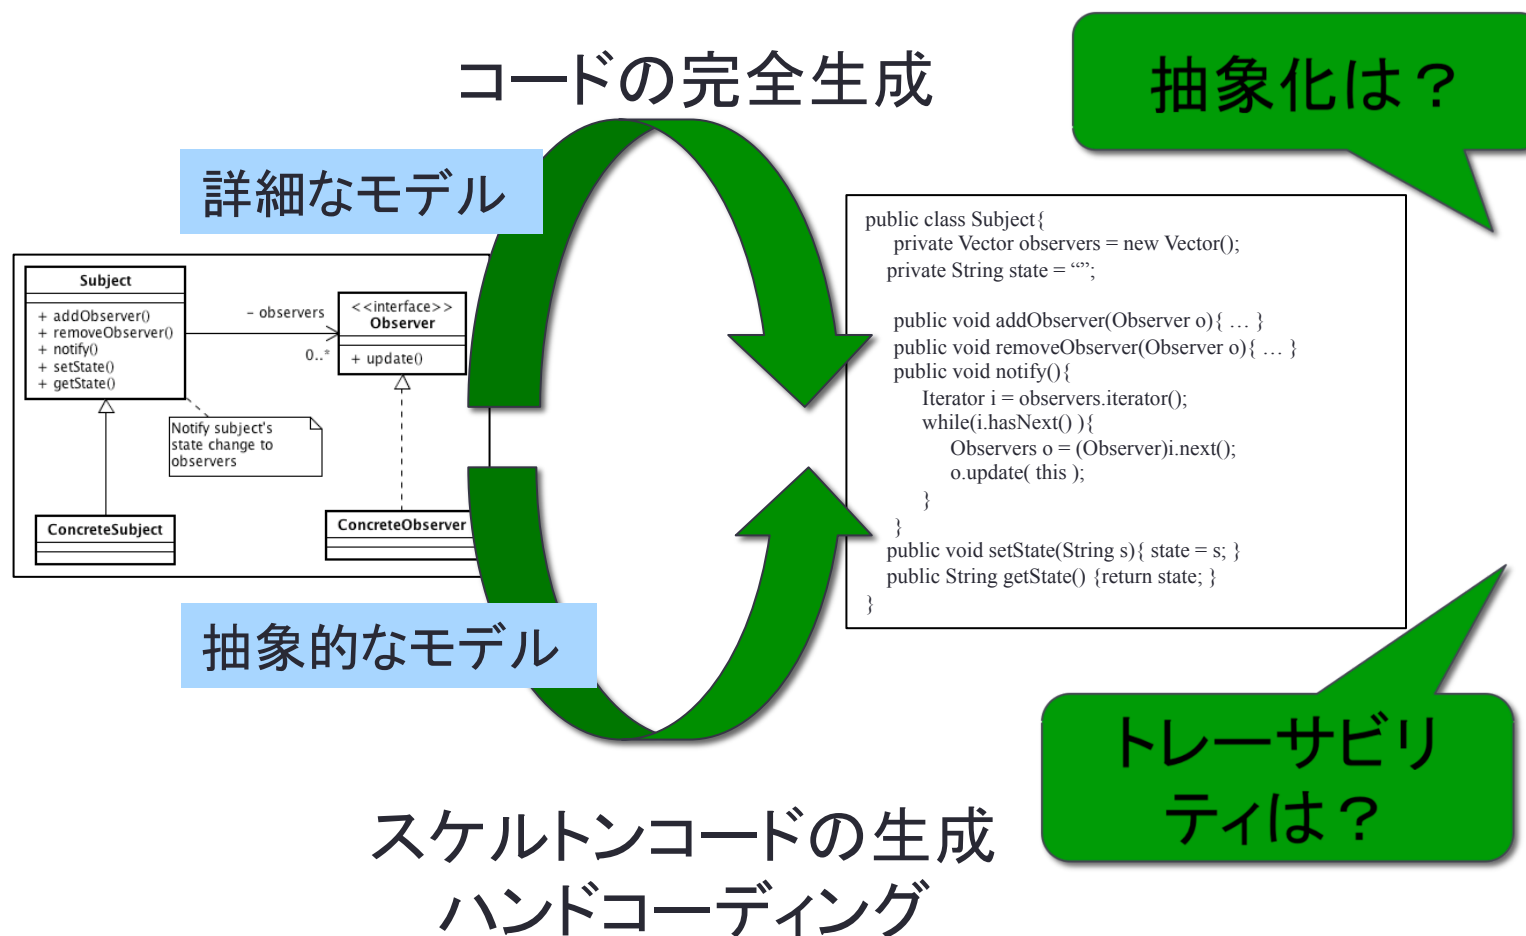 コードの完全生成
抽象化は？
詳細なモデル
Subject
+ addObserver()
+ removeObserver()
+ notify()
+ setState()
+ getState()
- observers
0..*
<<interface>>
Observer
+ update()
Notify subject's
state change to
observers
ConcreteSubject
ConcreteObserver
public class Subject{
private Vector observers = new Vector();
private String state = “”;
public void addObserver(Observer o){ … }
public void removeObserver(Observer o){ … }
public void notify(){
Iterator i = observers.iterator();
while(i.hasNext() ){
Observers o = (Observer)i.next();
o.update( this );
}
}
public void setState(String s){ state = s; }
public String getState() {return state; }
}
抽象的なモデル
トレーサビリ
ティは？
スケルトンコードの生成
ハンドコーディング